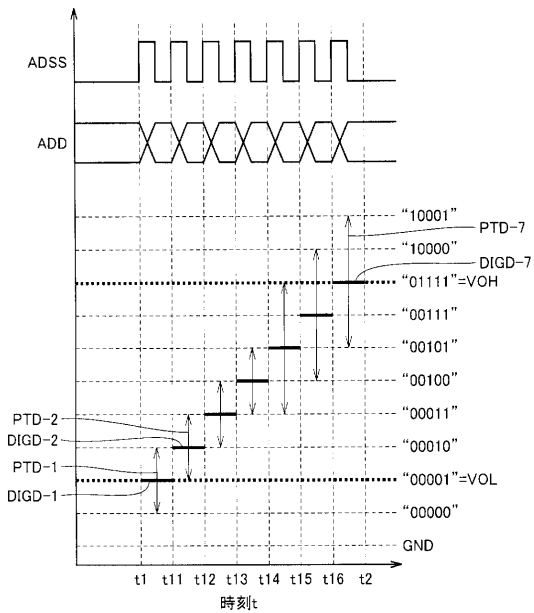 ADSS
ADD
“10001”
PTD-7
“10000”
DIGD-7
“01111”=VOH
“00111”
“00101”
“00100”
PTD-2
“00011”
DIGD-2
“00010”
PTD-1
“00001”=VOL
DIGD-1
“00000”
GND
t1 t11 t12 t13 t14 t15 t16 t2
時刻t